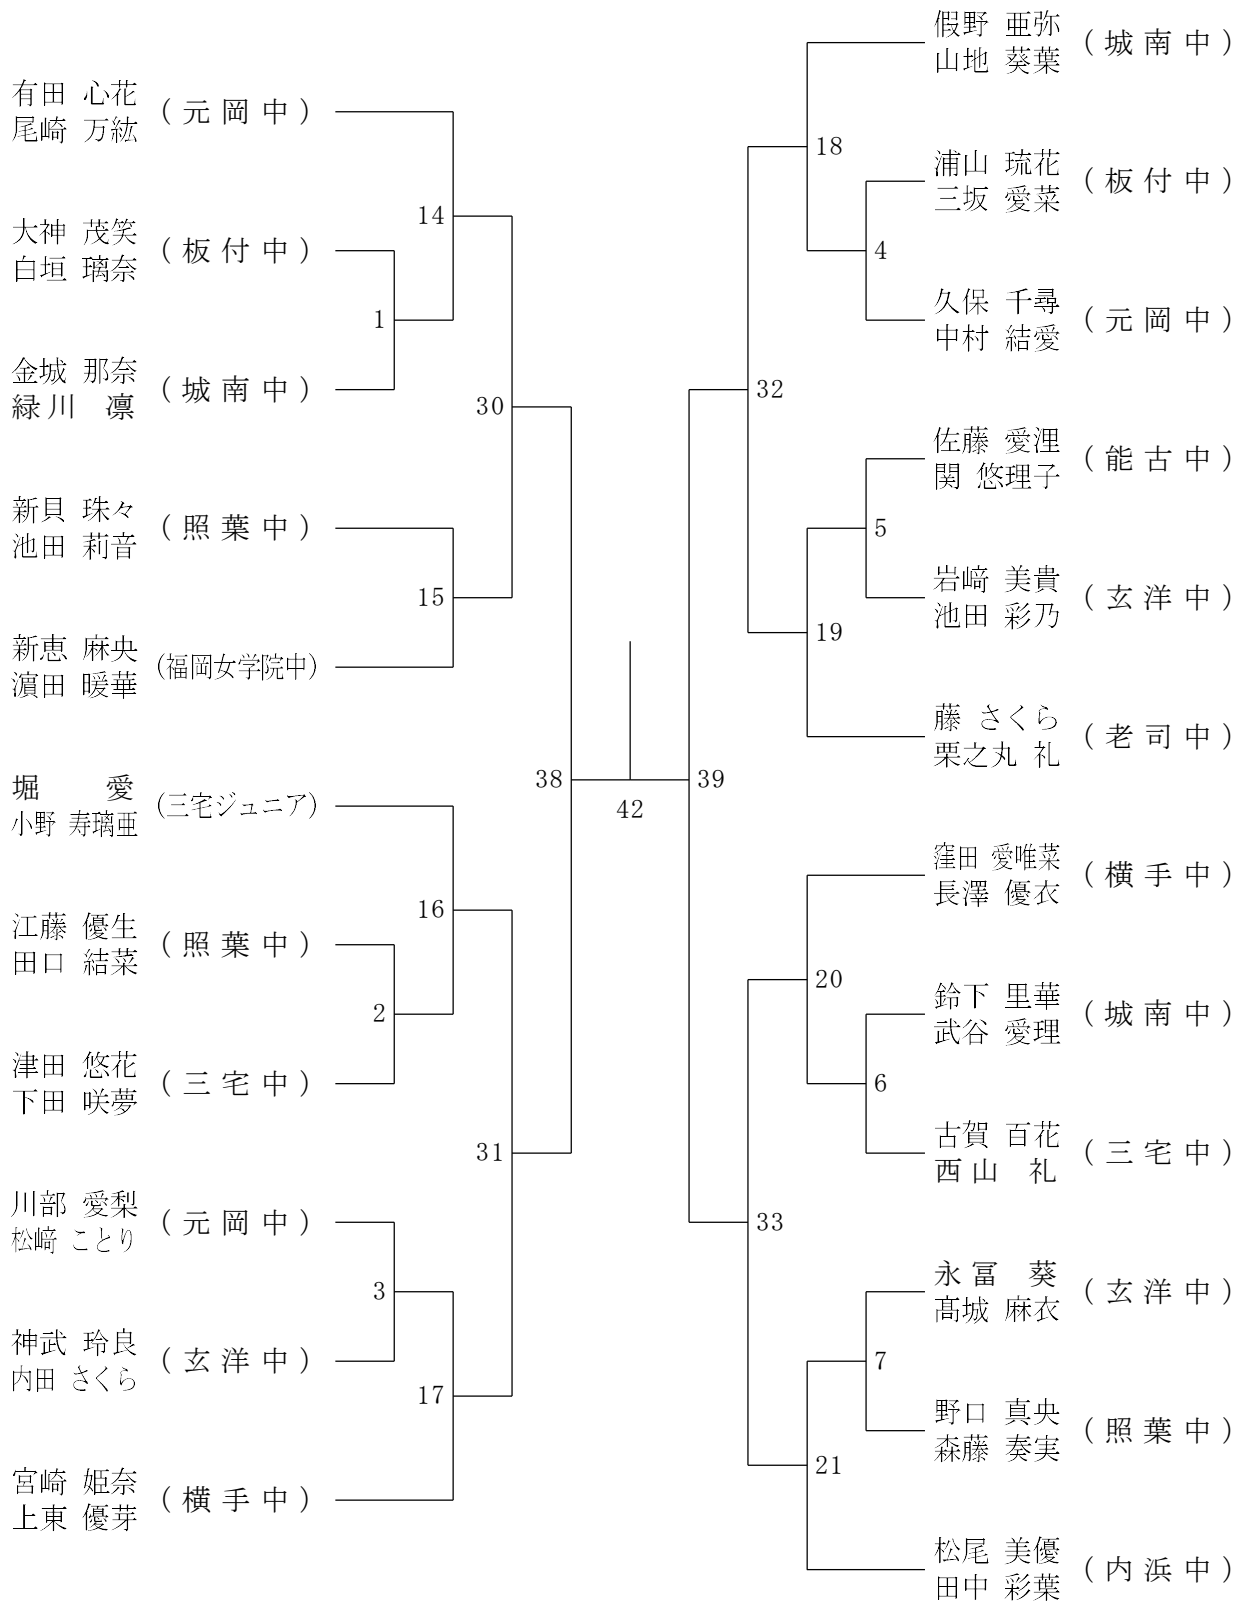 有田 心花
尾崎 万紘
(元岡中)
大神 茂笑
白垣 璃奈
(板付中)
金城 那奈
緑川 凛
(城南中)
新貝 珠々
池田 莉音
(照葉中)
新恵 麻央
濵田 暖華
(福岡女学院中)
堀 愛
小野 寿璃亜
(三宅ジュニア)
江藤 優生
田口 結菜
(照葉中)
津田 悠花
下田 咲夢
(三宅中)
川部 愛梨
松﨑 ことり
(元岡中)
神武 玲良
内田 さくら
(玄洋中)
宮崎 姫奈
上東 優芽
(横手中)
1
2
3
14
15
16
17
30
31
38
42
39
32
33
18
19
20
21
4
5
6
7
假野 亜弥
山地 葵葉
(城南中)
浦山 琉花
三坂 愛菜
(板付中)
久保 千尋
中村 結愛
(元岡中)
佐藤 愛浬
関 悠理子
(能古中)
岩﨑 美貴
池田 彩乃
(玄洋中)
藤 さくら
栗之丸 礼
(老司中)
窪田 愛唯菜
長澤 優衣
(横手中)
鈴下 里華
武谷 愛理
(城南中)
古賀 百花
西山 礼
(三宅中)
永冨 葵
髙城 麻衣
(玄洋中)
野口 真央
森藤 奏実
(照葉中)
松尾 美優
田中 彩葉
(内浜中)